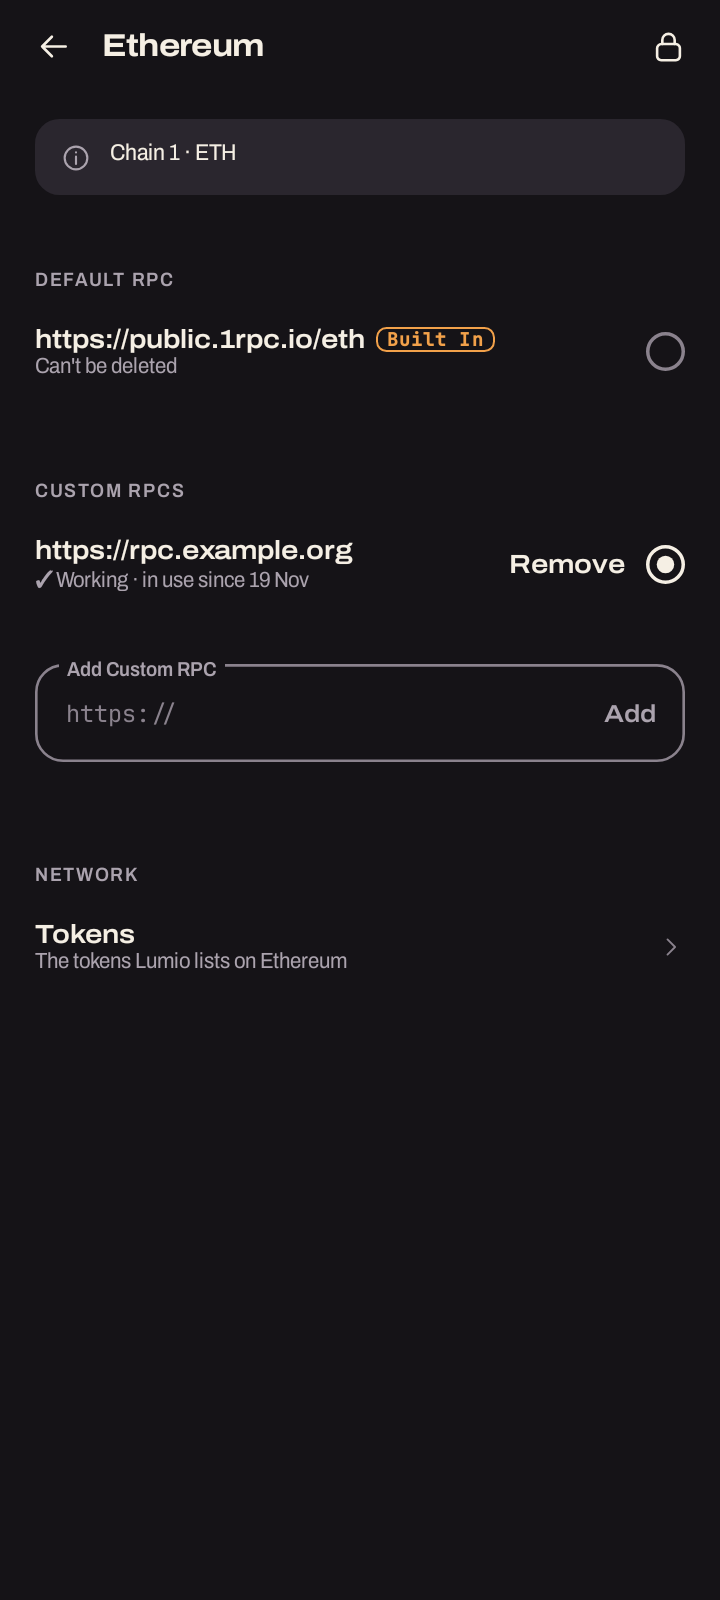 Ethereum
Chain 1 · ETH
DEFAULT RPC
https://public.1rpc.io/eth Built In
Can't be deleted
CUSTOM RPCS
https://rpc.example.org
✓Working · in use since 19 Nov
Remove
Add Custom RPC
https://
Add
NETWORK
Tokens
The tokens Lumio lists on Ethereum